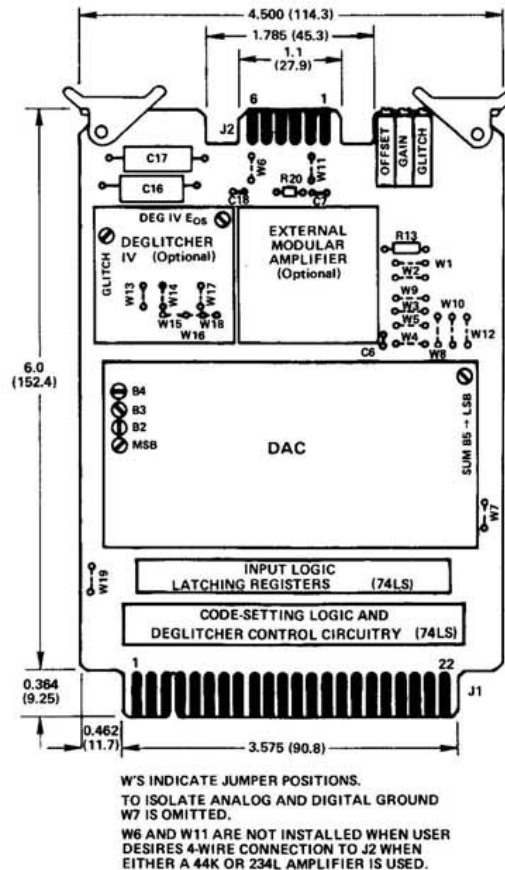 4.500 (114.3)
1.785 (45.3)
1.1
(27.9)
6 1
J2
OFFSET
GAIN
GLITCH
C17
C16
W6
W11
R20
C18
C7
DEG IV EOS
DEGLITCHER
IV (Optional)
GLITCH
W13
W14
W17
W15
W18
W16
EXTERNAL
MODULAR
AMPLIFIER
(Optional)
R13
W1
W2
W9
W3
W10
W5
W4
W12
W8
C6
6.0
(152.4)
B4
B3
B2
MSB
DAC
SUM B5 → LSB
W7
W19
INPUT LOGIC
LATCHING REGISTERS (74LS)
CODE-SETTING LOGIC AND
DEGLITCHER CONTROL CIRCUITRY (74LS)
1 22
J1
0.364
(9.25)
0.462
(11.7)
3.575 (90.8)
W'S INDICATE JUMPER POSITIONS.
TO ISOLATE ANALOG AND DIGITAL GROUND
W7 IS OMITTED.
W6 AND W11 ARE NOT INSTALLED WHEN USER
DESIRES 4-WIRE CONNECTION TO J2 WHEN
EITHER A 44K OR 234L AMPLIFIER IS USED.